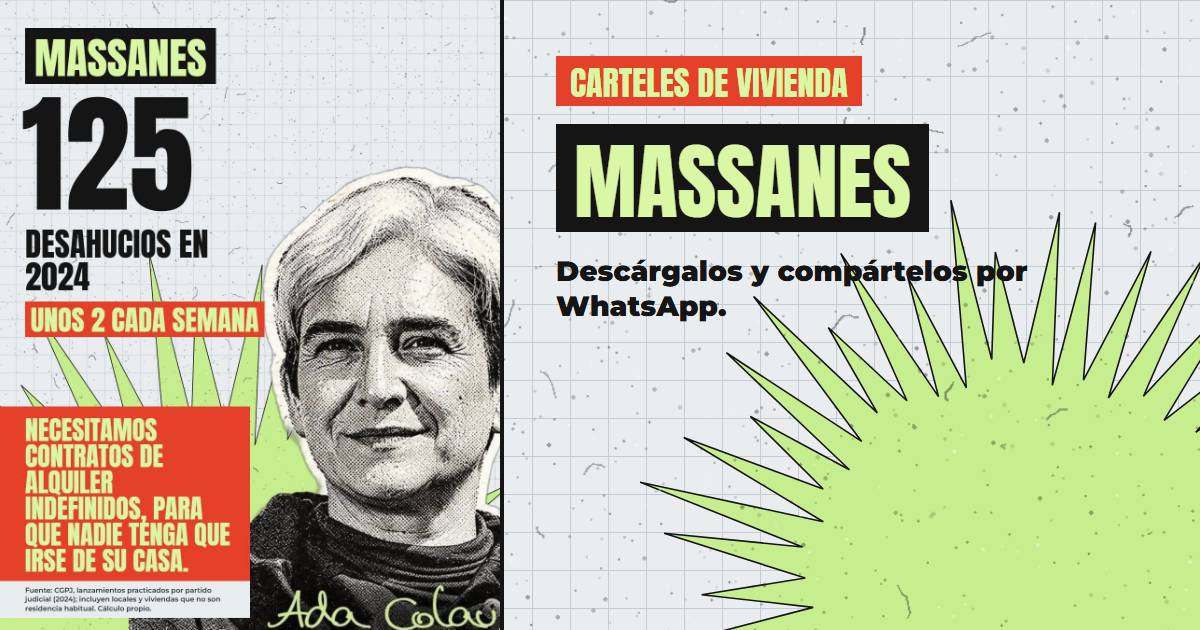 MASSANES
125
DESAHUCIOS EN
2024
UNOS 2 CADA SEMANA
NECESITAMOS
CONTRATOS DE
ALQUILER
INDEFINIDOS, PARA
QUE NADIE TENGA QUE
IRSE DE SU CASA.
Fuente: CGPJ, lanzamientos practicados por partido
judicial (2024); incluyen locales y viviendas que no son
residencia habitual. Cálculo propio.
Ada Colau
CARTELES DE VIVIENDA
MASSANES
Descárgalos y compártelos por
WhatsApp.